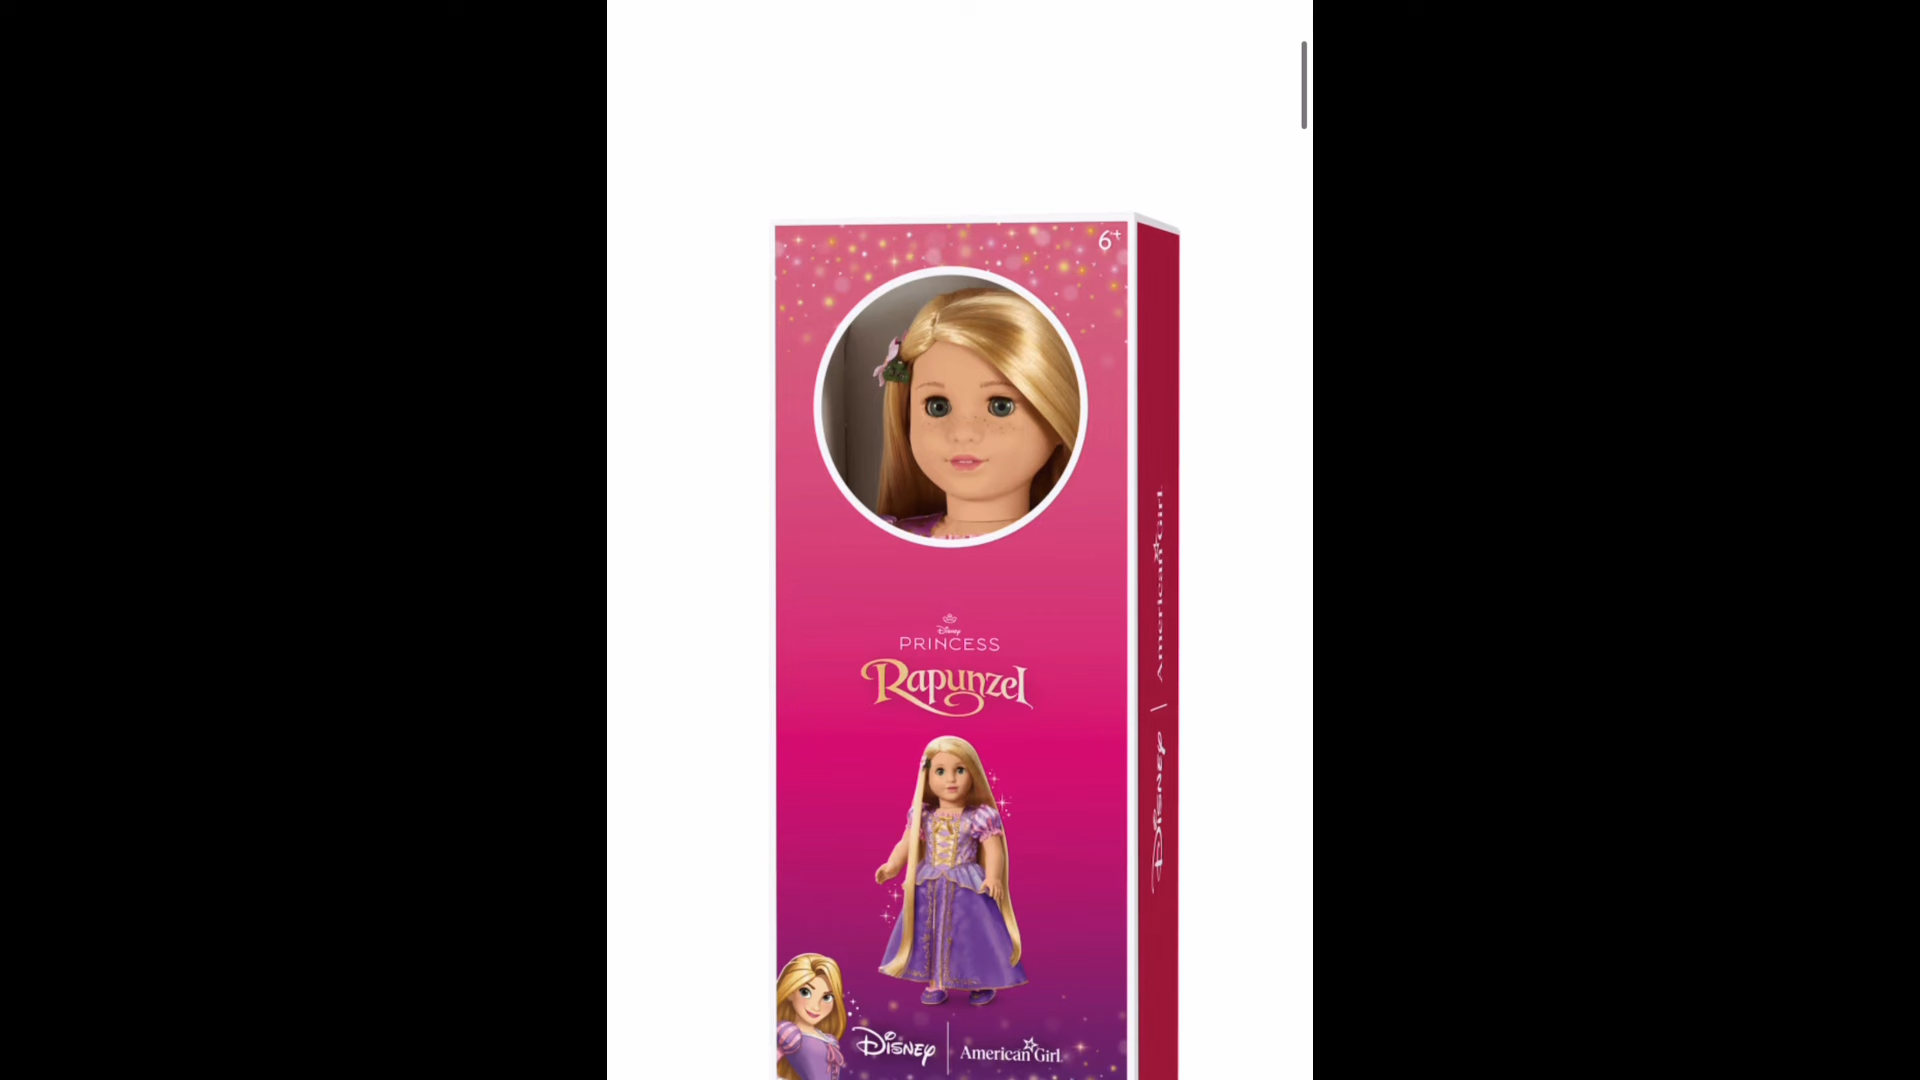 6+
Disney
PRINCESS
Rapunzel
Disney | American Girl
Disney | American Girl